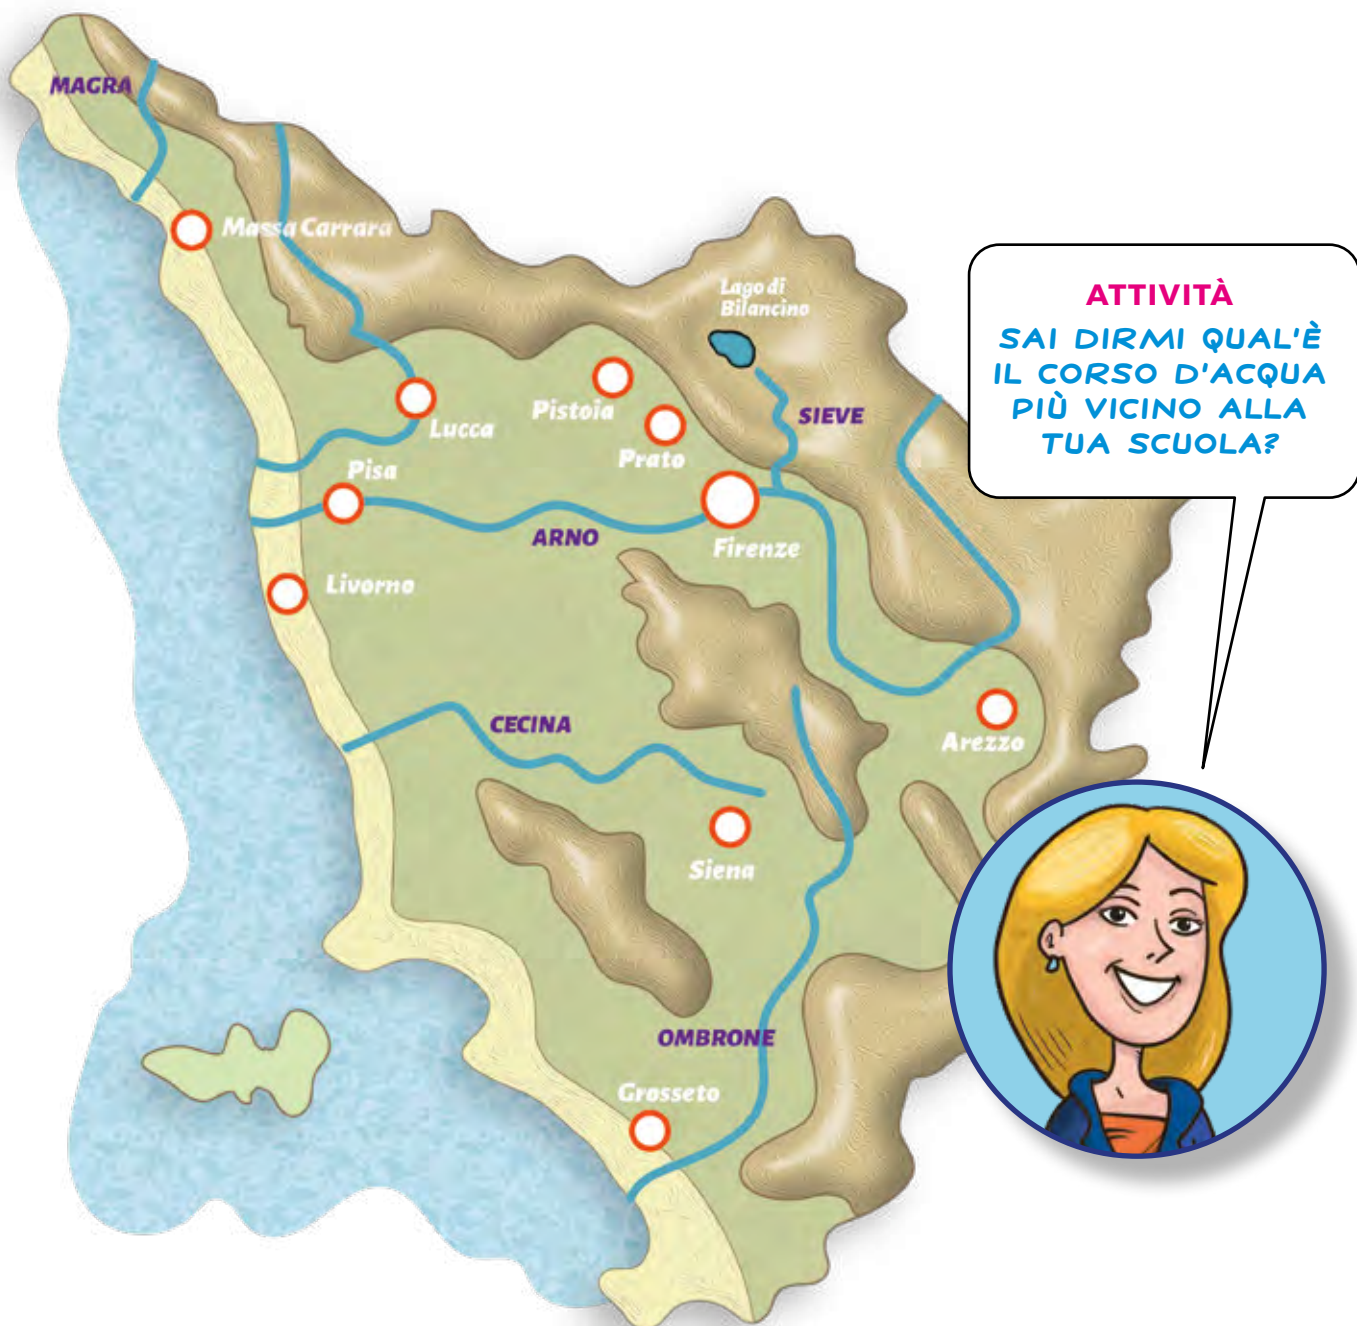 MAGRA
Massa Carrara
Lago di
Bilancino
ATTIVITÀ
SAI DIRMI QUAL'È
IL CORSO D'ACQUA
PIÙ VICINO ALLA
TUA SCUOLA?
Pistoia
SIEVE
Lucca
Prato
Pisa
ARNO
Firenze
Livorno
CECINA
Arezzo
Siena
OMBRONE
Grosseto